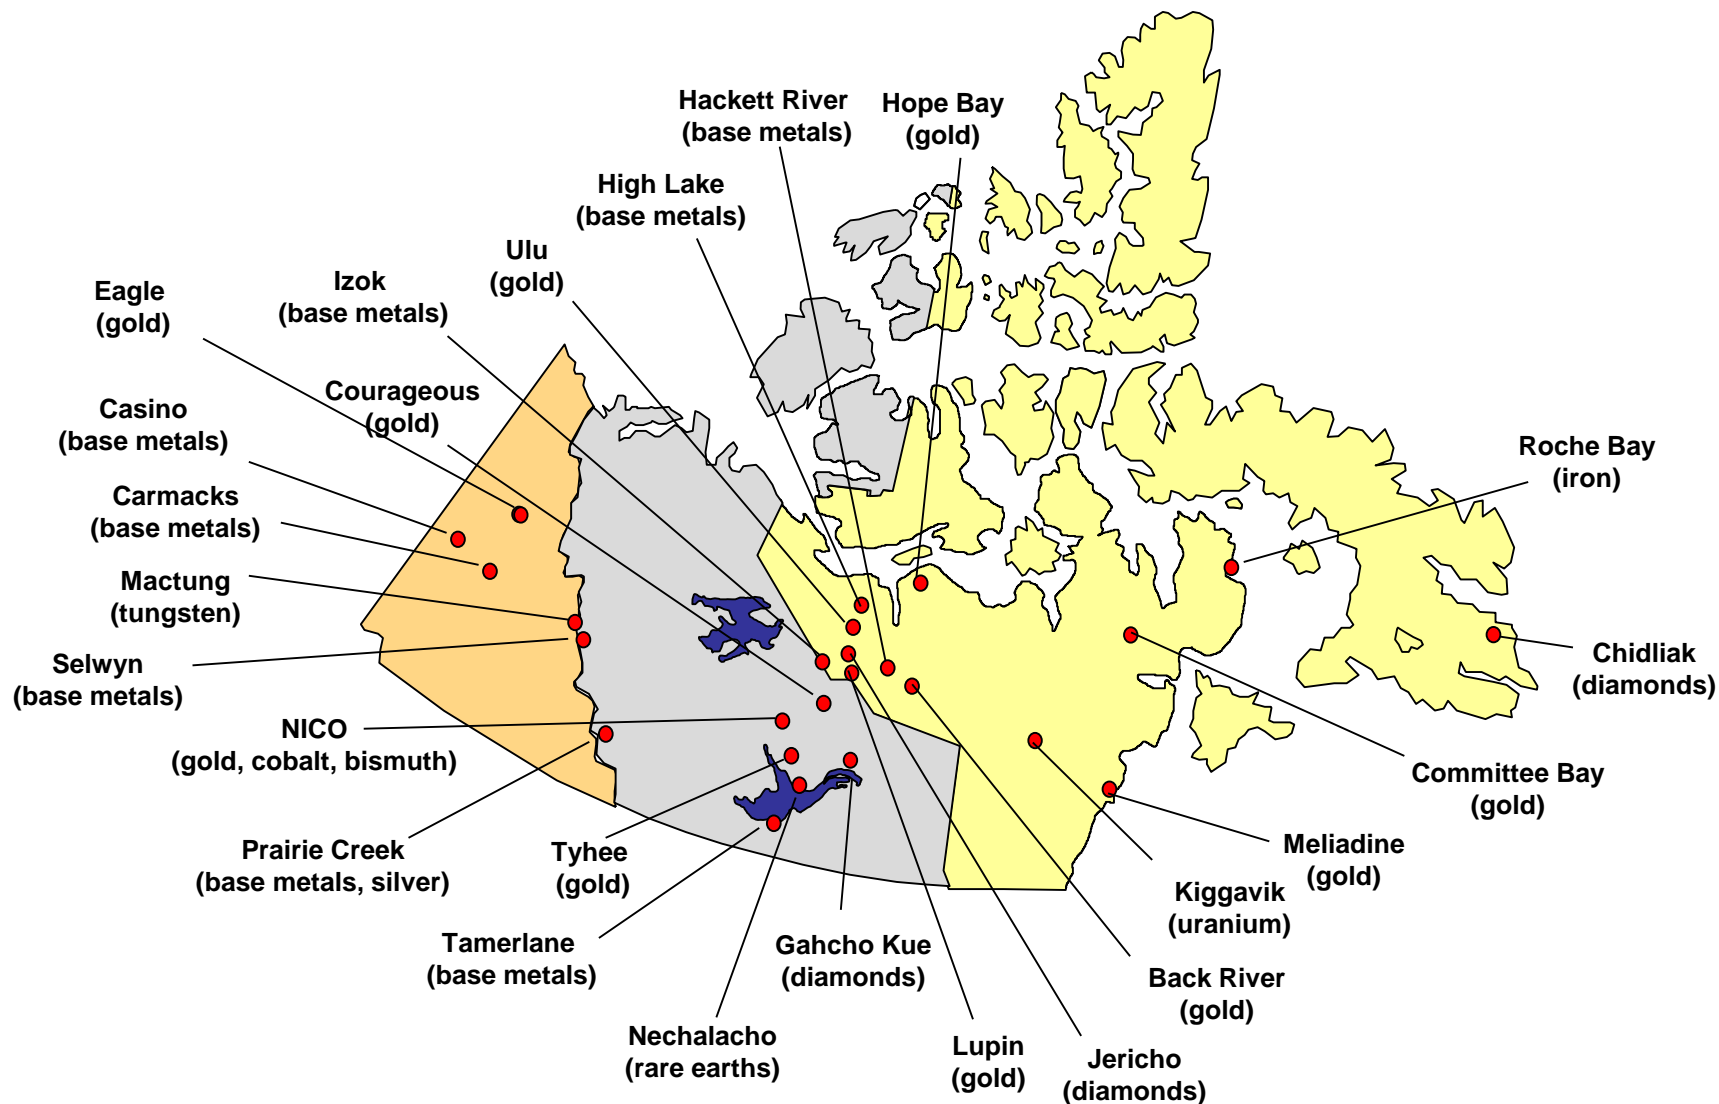 Hackett River
(base metals)
Hope Bay
(gold)
High Lake
(base metals)
Ulu
(gold)
Izok
(base metals)
Eagle
(gold)
Courageous
(gold)
Casino
(base metals)
Carmacks
(base metals)
Mactung
(tungsten)
Selwyn
(base metals)
NICO
(gold, cobalt, bismuth)
Prairie Creek
(base metals, silver)
Tyhee
(gold)
Tamerlane
(base metals)
Nechalacho
(rare earths)
Gahcho Kue
(diamonds)
Lupin
(gold)
Jericho
(diamonds)
Back River
(gold)
Kiggavik
(uranium)
Meliadine
(gold)
Committee Bay
(gold)
Chidliak
(diamonds)
Roche Bay
(iron)